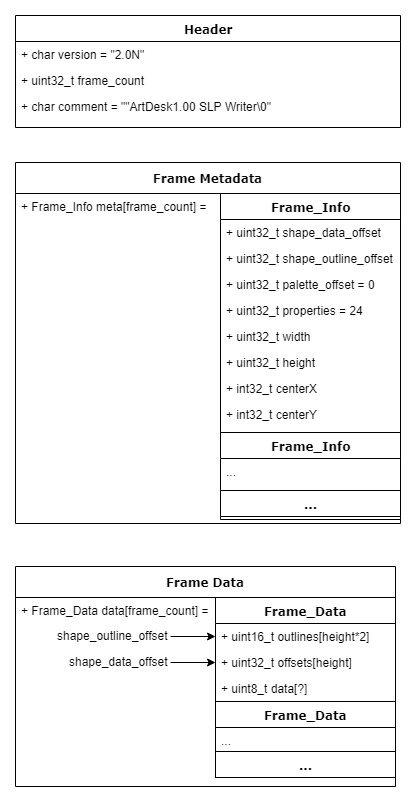 Header
+ char version = "2.0N"
+ uint32_t frame_count
+ char comment = ""ArtDesk1.00 SLP Writer\0"
Frame Metadata
+ Frame_Info meta[frame_count] =
Frame_Info
+ uint32_t shape_data_offset
+ uint32_t shape_outline_offset
+ uint32_t palette_offset = 0
+ uint32_t properties = 24
+ uint32_t width
+ uint32_t height
+ int32_t centerX
+ int32_t centerY
Frame_Info
...
...
Frame Data
+ Frame_Data data[frame_count] =
Frame_Data
shape_outline_offset
+ uint16_t outlines[height*2]
shape_data_offset
+ uint32_t offsets[height]
+ uint8_t data[?]
Frame_Data
...
...